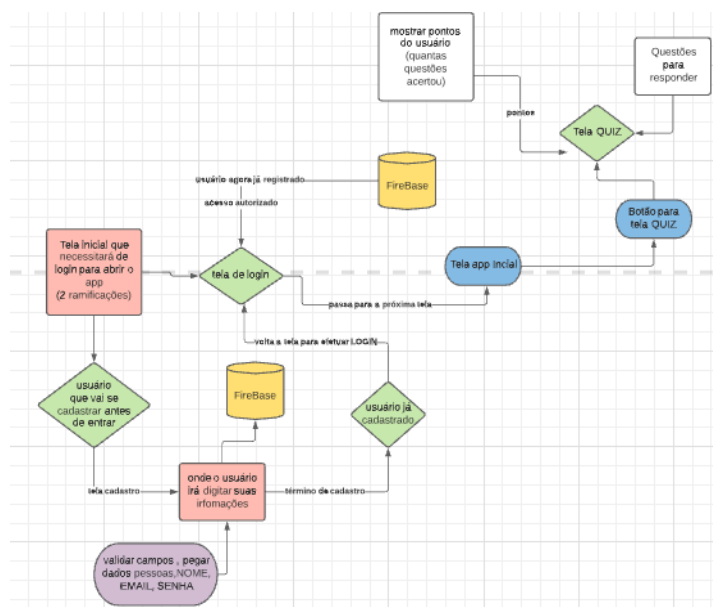 mostrar pontos
do usuário
(quantas
questões
acertou)
Questões
para
responder
pontos
Tela QUIZ
usuário agora já registrado
FireBase
acesso autorizado
Botão para
tela QUIZ
Tela inicial que
necessitará de
login para abrir o
app
(2 ramificações)
tela de login
Tela app Incial
passa para a próxima tela
volta a tela para efetuar LOGIN
usuário
que vai se
cadastrar antes
de entrar
FireBase
usuário já
cadastrado
tela cadastro
onde o usuário
irá digitar suas
irfomações
término de cadastro
validar campos , pegar
dados pessoas,NOME,
EMAIL, SENHA